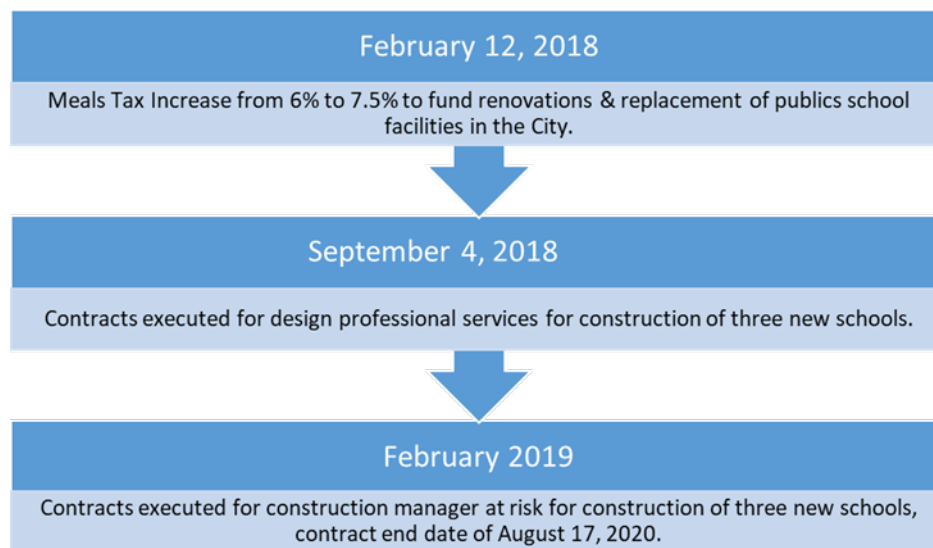 February 12, 2018
Meals Tax Increase from 6% to 7.5% to fund renovations & replacement of publics school
facilities in the City.
September 4, 2018
Contracts executed for design professional services for construction of three new schools.
February 2019
Contracts executed for construction manager at risk for construction of three new schools,
contract end date of August 17, 2020.